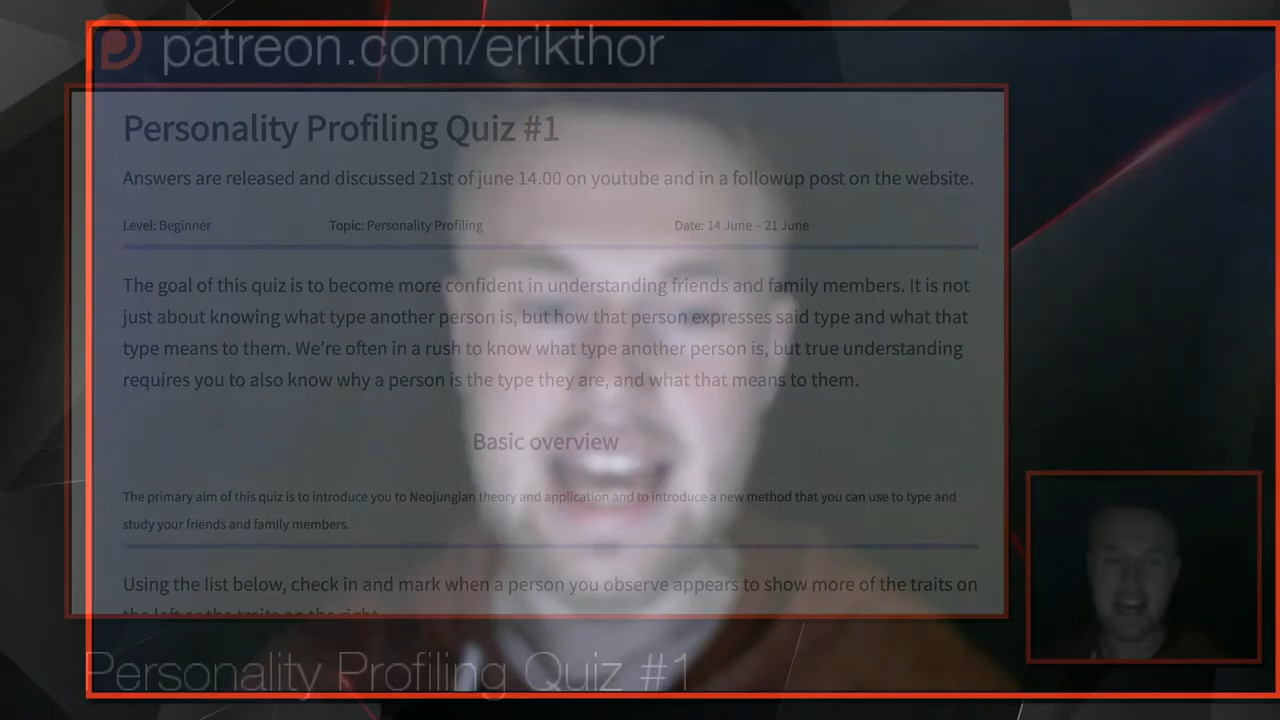 patreon.com/erikthor
Personality Profiling Quiz #1
Answers are released and discussed 21st of june 14.00 on youtube and in a followup post on the website.
Level: Beginner
Topic: Personality Profiling
Date: 14 June – 21 June
The goal of this quiz is to become more confident in understanding friends and family members. It is not
just about knowing what type another person is, but how that person expresses said type and what that
type means to them. We're often in a rush to know what type another person is, but true understanding
requires you to also know why a person is the type they are, and what that means to them.
Basic overview
The primary aim of this quiz is to introduce you to Neojungian theory and application and to introduce a new method that you can use to type and
study your friends and family members.
Using the list below, check in and mark when a person you observe appears to show more of the traits on
the left or the traits on the right.
Personality Profiling Quiz #1